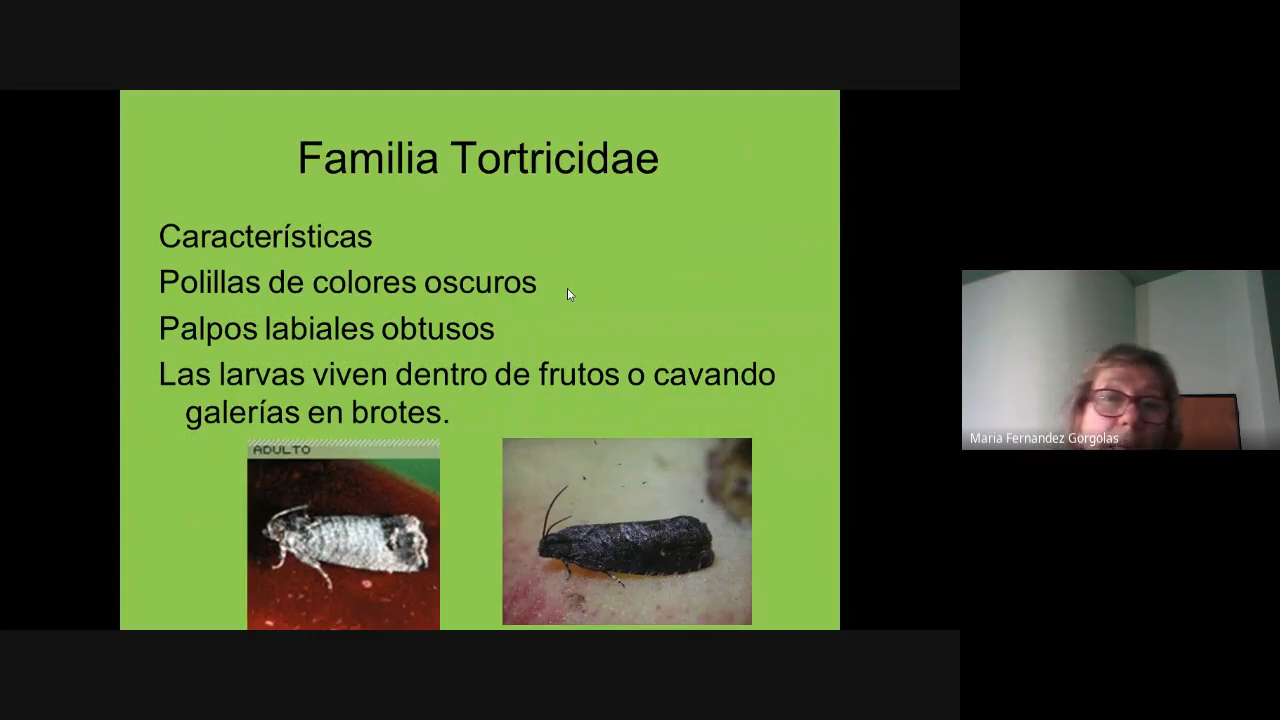 Familia Tortricidae
Características
Polillas de colores oscuros
Palpos labiales obtusos
Las larvas viven dentro de frutos o cavando
galerías en brotes.
ADULTO
Maria Fernandez Gorgolas